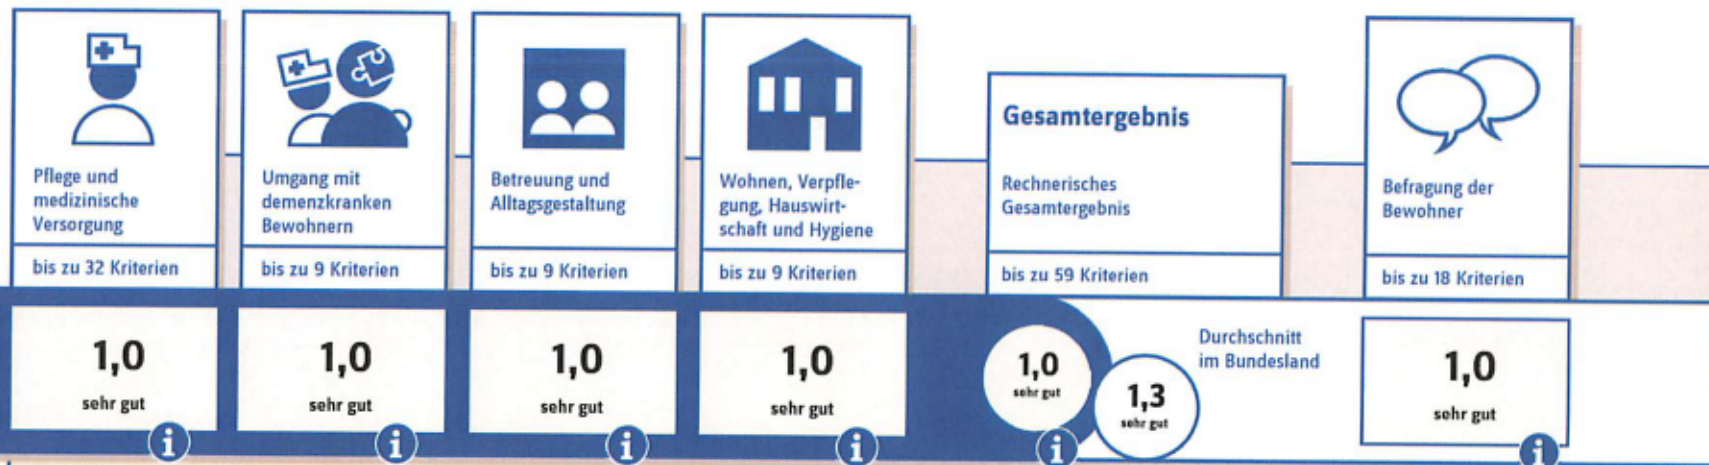 Pflege und
medizinische
Versorgung
bis zu 32 Kriterien
1,0
sehr gut
i
Umgang mit
demenzkranken
Bewohnern
bis zu 9 Kriterien
1,0
sehr gut
i
Betreuung und
Alltagsgestaltung
bis zu 9 Kriterien
1,0
sehr gut
i
Wohnen, Verpfle-
gung, Hauswirt-
schaft und Hygiene
bis zu 9 Kriterien
1,0
sehr gut
i
Gesamtergebnis
Rechnerisches
Gesamtergebnis
bis zu 59 Kriterien
1,0
sehr gut
i
1,3
sehr gut
Durchschnitt
im Bundesland
Befragung der
Bewohner
bis zu 18 Kriterien
1,0
sehr gut
i